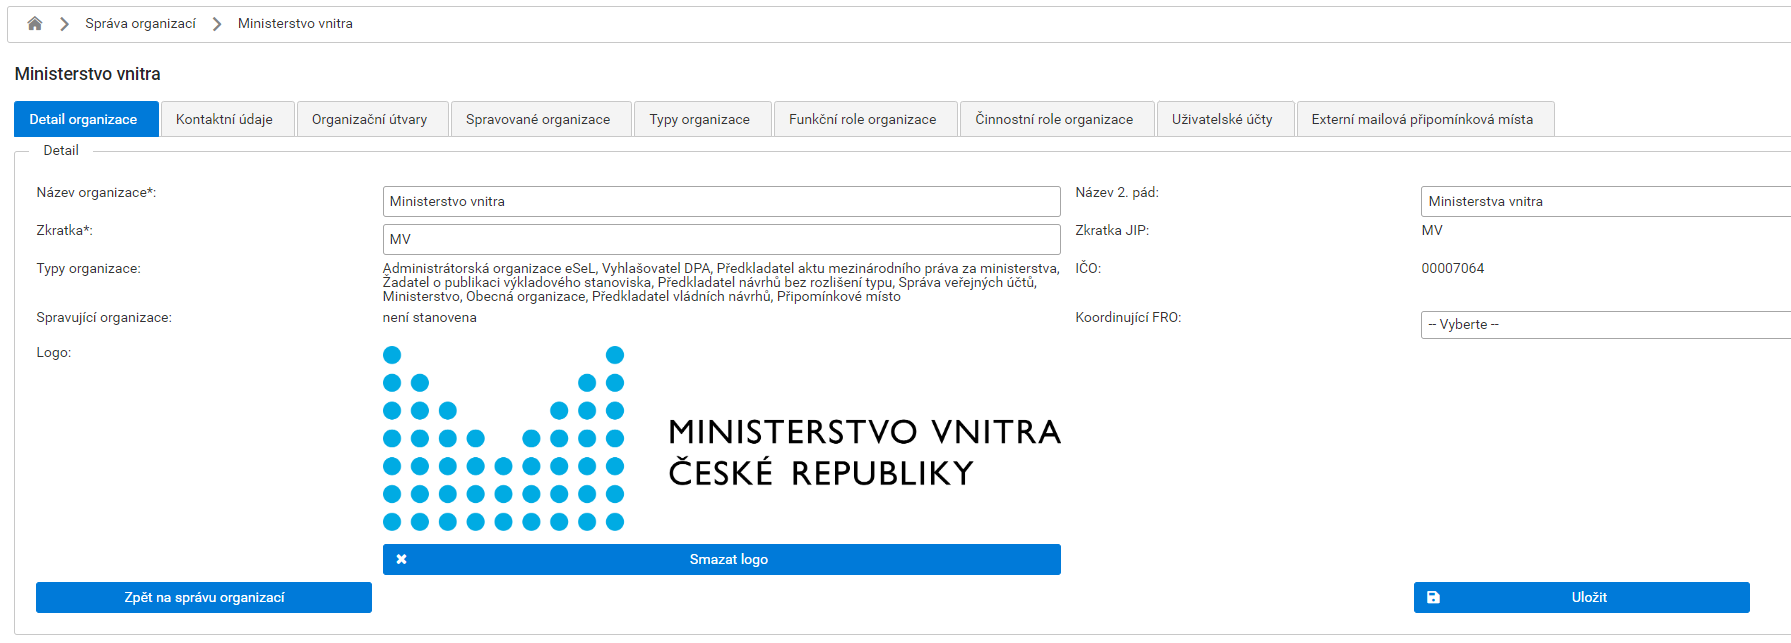 Správa organizací Ministerstvo vnitra
Ministerstvo vnitra
Detail organizace Kontaktní údaje Organizační útvary Spravované organizace Typy organizace Funkční role organizace Činnostní role organizace Uživatelské účty Externí mailová připomínková místa
Detail
Název organizace*: Ministerstvo vnitra Název 2. pád: Ministerstva vnitra
Zkratka*: MV Zkratka JIP: MV
Typy organizace: Administrátorská organizace eSeL, Vyhlašovatel DPA, Předkladatel aktu mezinárodního práva za ministerstva, IČO: 00007064
Žadatel o publikaci výkladového stanoviska, Předkladatel návrhů bez rozlišení typu, Správa veřejných účtů,
Ministerstvo, Obecná organizace, Předkladatel vládních návrhů, Připomínkové místo
Spravující organizace: není stanovena Koordinující FRO: -- Vyberte --
Logo:
MINISTERSTVO VNITRA
ČESKÉ REPUBLIKY
Smazat logo
Zpět na správu organizací Uložit